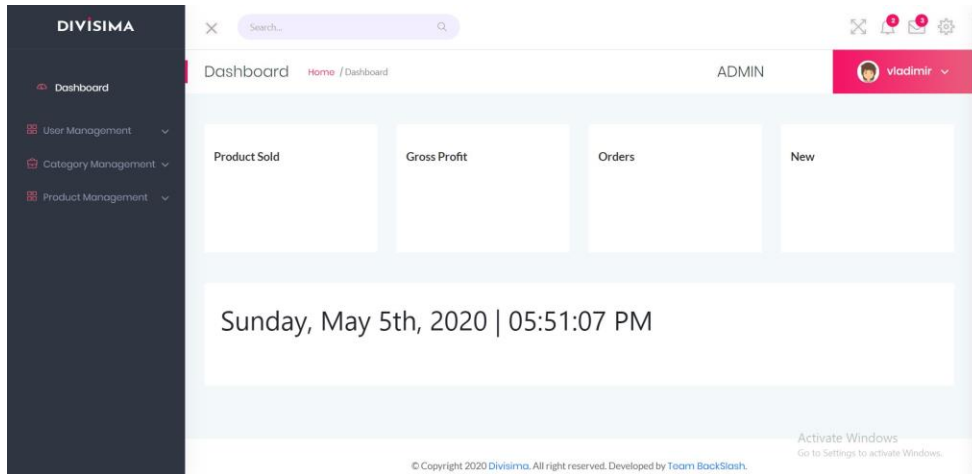 DIVISIMA
Search...
2
3
Dashboard
Home / Dashboard
ADMIN
vladimir
Dashboard
User Management
Category Management
Product Management
Product Sold
Gross Profit
Orders
New
Sunday, May 5th, 2020 | 05:51:07 PM
Activate Windows
Go to Settings to activate Windows.
© Copyright 2020 Divisima. All right reserved. Developed by Team BackSlash.